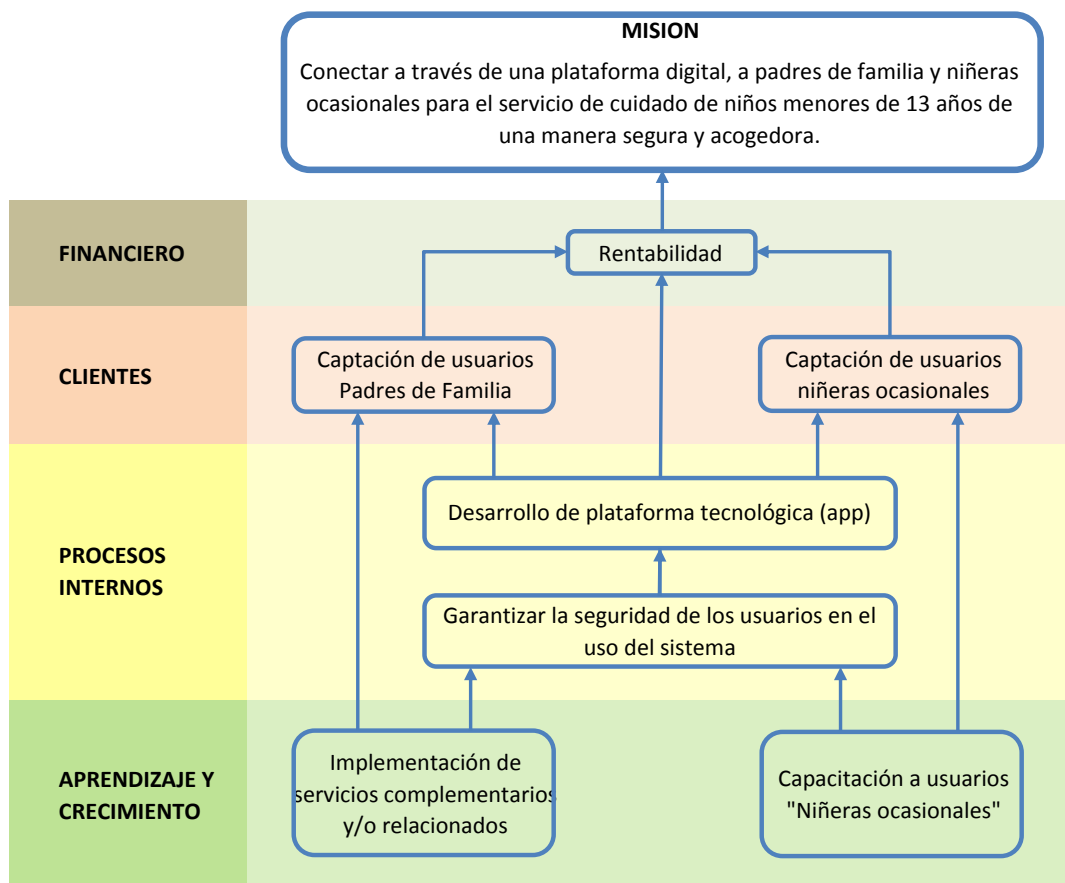 MISION
Conectar a través de una plataforma digital, a padres de familia y niñeras
ocasionales para el servicio de cuidado de niños menores de 13 años de
una manera segura y acogedora.
FINANCIERO
Rentabilidad
CLIENTES
Captación de usuarios
Padres de Familia
Captación de usuarios
niñeras ocasionales
PROCESOS
INTERNOS
Desarrollo de plataforma tecnológica (app)
Garantizar la seguridad de los usuarios en el
uso del sistema
APRENDIZAJE Y
CRECIMIENTO
Implementación de
servicios complementarios
y/o relacionados
Capacitación a usuarios
"Niñeras ocasionales"